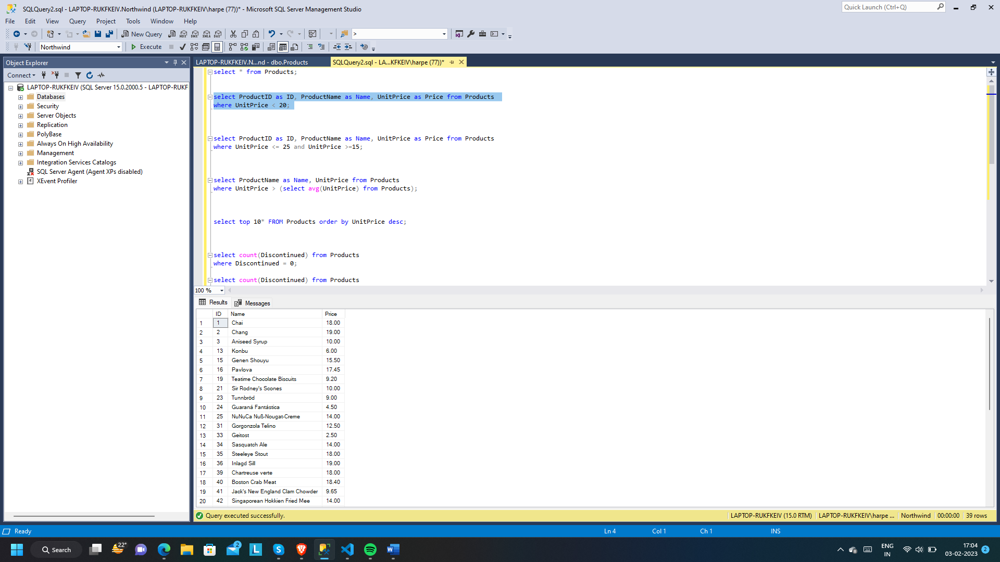 SQLQuery2.sql - LAPTOP-RUKFKEIV.Northwind (LAPTOP-RUKFKEIV\harpe (77))* - Microsoft SQL Server Management Studio
Quick Launch (Ctrl+Q)
File Edit View Query Project Tools Window Help
New Query
MDX DMX XMLA DAX
>
Northwind
Execute
Object Explorer
LAPTOP-RUKFKEIV.N...nd - dbo.Products
SQLQuery2.sql - LA...KFKEIV\harpe (77))*
Connect
LAPTOP-RUKFKEIV (SQL Server 15.0.2000.5 - LAPTOP-RUKF
Databases
Security
Server Objects
Replication
PolyBase
Always On High Availability
Management
Integration Services Catalogs
SQL Server Agent (Agent XPs disabled)
XEvent Profiler
select * from Products;
select ProductID as ID, ProductName as Name, UnitPrice as Price from Products
where UnitPrice < 20;
select ProductID as ID, ProductName as Name, UnitPrice as Price from Products
where UnitPrice <= 25 and UnitPrice >=15;
select ProductName as Name, UnitPrice from Products
where UnitPrice > (select avg(UnitPrice) from Products);
select top 10* FROM Products order by UnitPrice desc;
select count(Discontinued) from Products
where Discontinued = 0;
select count(Discontinued) from Products
100 %
Results Messages
ID Name Price
1 1 Chai 18.00
2 2 Chang 19.00
3 3 Aniseed Syrup 10.00
4 13 Konbu 6.00
5 15 Genen Shouyu 15.50
6 16 Pavlova 17.45
7 19 Teatime Chocolate Biscuits 9.20
8 21 Sir Rodney's Scones 10.00
9 23 Tunnbröd 9.00
10 24 Guaraná Fantástica 4.50
11 25 NuNuCa Nuß-Nougat-Creme 14.00
12 31 Gorgonzola Telino 12.50
13 33 Geitost 2.50
14 34 Sasquatch Ale 14.00
15 35 Steeleye Stout 18.00
16 36 Inlagd Sill 19.00
17 39 Chartreuse verte 18.00
18 40 Boston Crab Meat 18.40
19 41 Jack's New England Clam Chowder 9.65
20 42 Singaporean Hokkien Fried Mee 14.00
Query executed successfully.
LAPTOP-RUKFKEIV (15.0 RTM) LAPTOP-RUKFKEIV\harpe ... Northwind 00:00:00 39 rows
Ready
Ln 4 Col 1 Ch 1 INS
Search
22°
2
L
S
W
ENG
IN
17:04
03-02-2023
2